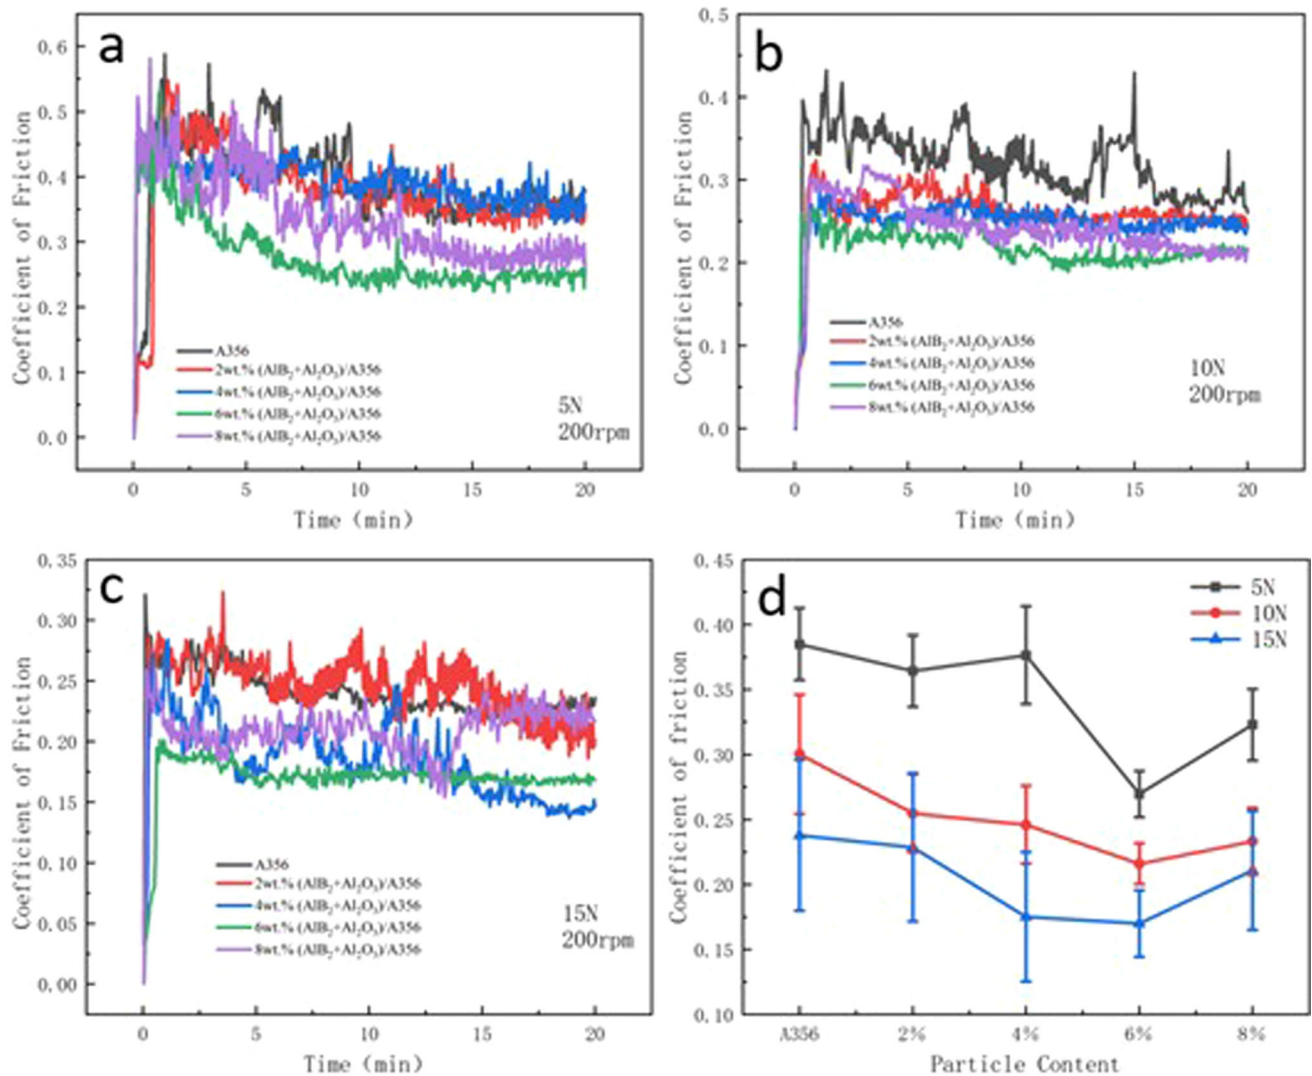 a
Coefficient of Friction
0.6
0.5
0.4
0.3
0.2
0.1
0.0
A356
2wt.% (AlB₂+Al₂O₃)/A356
4wt.% (AlB₂+Al₂O₃)/A356
6wt.% (AlB₂+Al₂O₃)/A356
8wt.% (AlB₂+Al₂O₃)/A356
5N
200rpm
0 5 10 15 20
Time (min)
b
Coefficient of Friction
0.5
0.4
0.3
0.2
0.1
0.0
A356
2wt.% (AlB₂+Al₂O₃)/A356
4wt.% (AlB₂+Al₂O₃)/A356
6wt.% (AlB₂+Al₂O₃)/A356
8wt.% (AlB₂+Al₂O₃)/A356
10N
200rpm
0 5 10 15 20
Time (min)
c
Coefficient of Friction
0.35
0.30
0.25
0.20
0.15
0.10
0.05
0.00
A356
2wt.% (AlB₂+Al₂O₃)/A356
4wt.% (AlB₂+Al₂O₃)/A356
6wt.% (AlB₂+Al₂O₃)/A356
8wt.% (AlB₂+Al₂O₃)/A356
15N
200rpm
0 5 10 15 20
Time (min)
d
Coefficient of friction
0.45
0.40
0.35
0.30
0.25
0.20
0.15
0.10
5N
10N
15N
A356 2% 4% 6% 8%
Particle Content